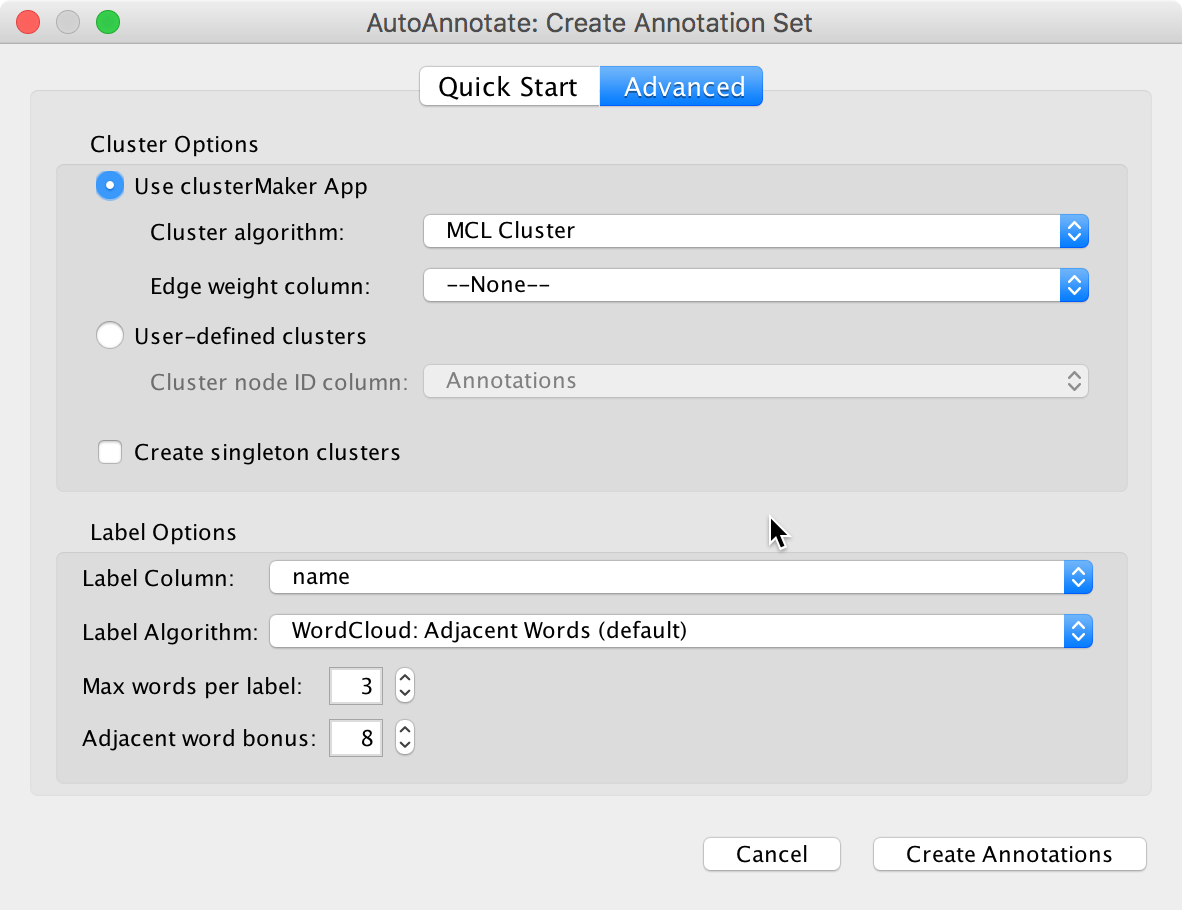 AutoAnnotate: Create Annotation Set
Quick Start Advanced
Cluster Options
Use clusterMaker App
Cluster algorithm: MCL Cluster
Edge weight column: --None--
User-defined clusters
Cluster node ID column: Annotations
Create singleton clusters
Label Options
Label Column: name
Label Algorithm: WordCloud: Adjacent Words (default)
Max words per label: 3
Adjacent word bonus: 8
Cancel Create Annotations